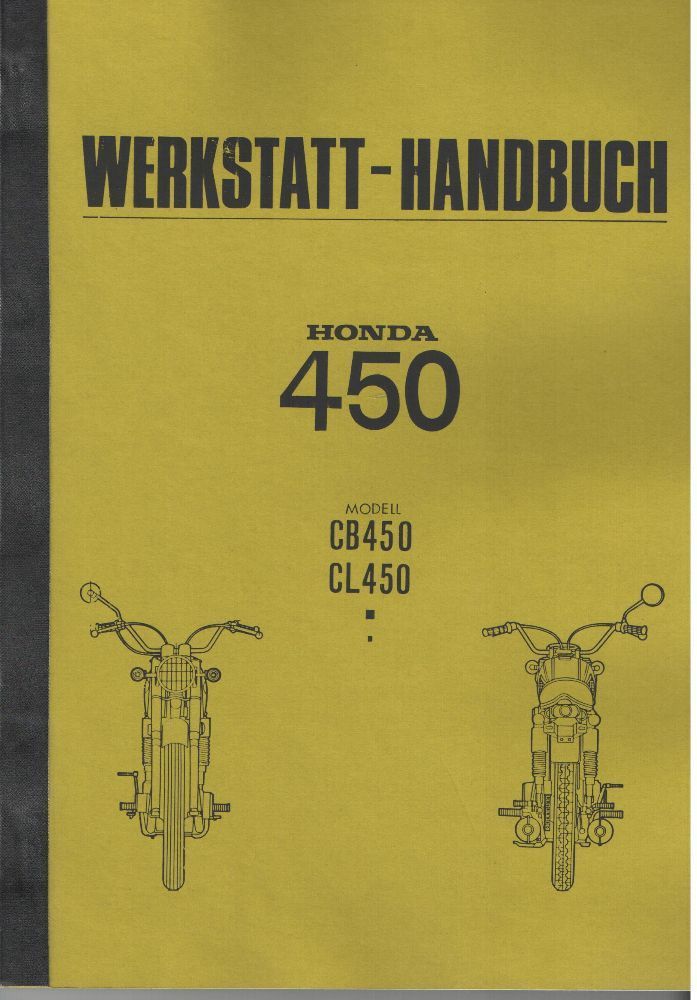 WERKSTATT-HANDBUCH
HONDA
450
MODELL
CB450
CL450